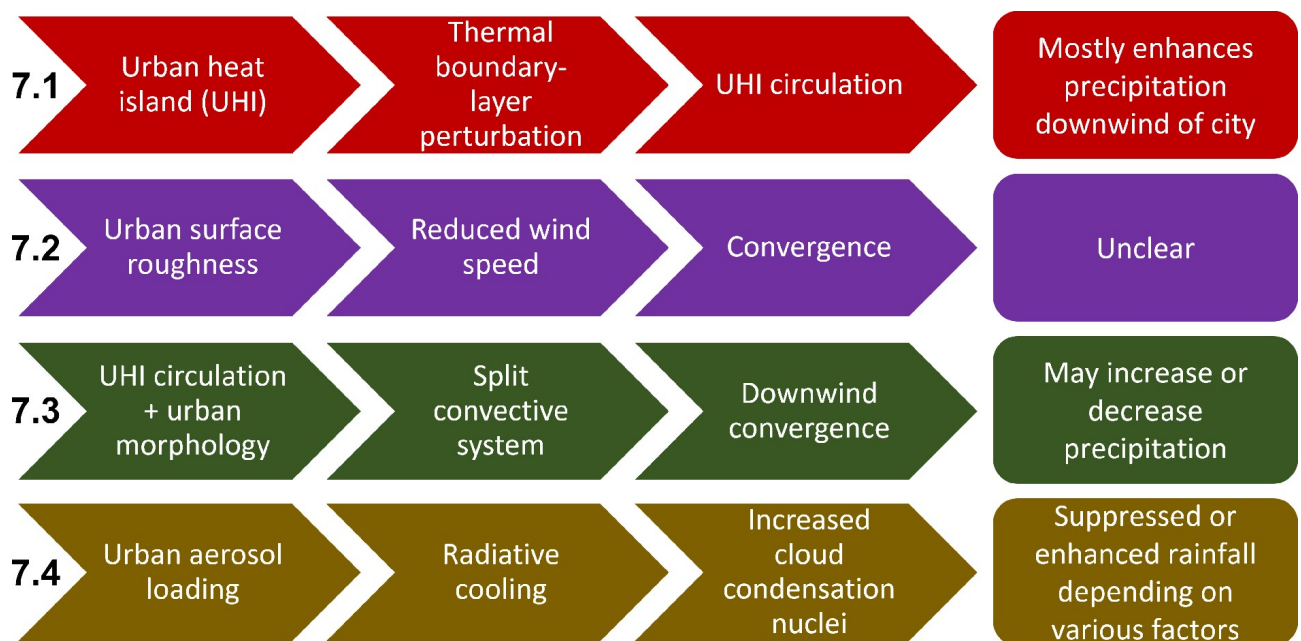 7.1
Urban heat
island (UHI)
Thermal
boundary-
layer
perturbation
UHI circulation
Mostly enhances
precipitation
downwind of city
7.2
Urban surface
roughness
Reduced wind
speed
Convergence
Unclear
7.3
UHI circulation
+ urban
morphology
Split
convective
system
Downwind
convergence
May increase or
decrease
precipitation
7.4
Urban aerosol
loading
Radiative
cooling
Increased
cloud
condensation
nuclei
Suppressed or
enhanced rainfall
depending on
various factors